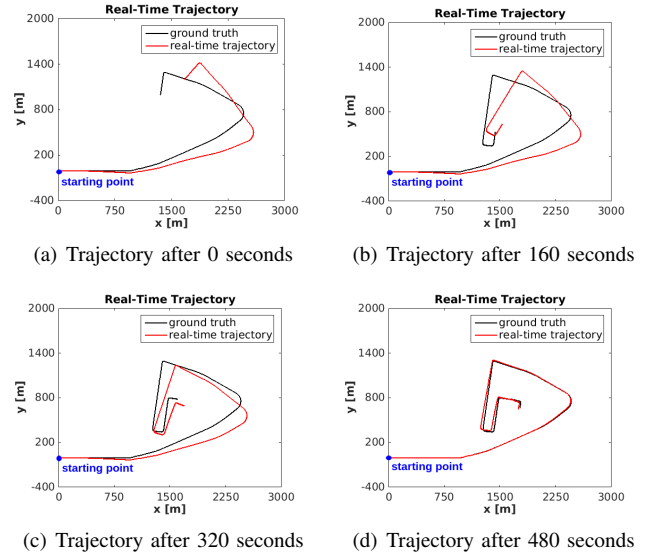 Real-Time Trajectory
2000
1400
800
200
-400
y [m]
ground truth
real-time trajectory
starting point
0
750
1500
2250
3000
x [m]
(a) Trajectory after 0 seconds
Real-Time Trajectory
2000
1400
800
200
-400
y [m]
ground truth
real-time trajectory
starting point
0
750
1500
2250
3000
x [m]
(b) Trajectory after 160 seconds
Real-Time Trajectory
2000
1400
800
200
-400
y [m]
ground truth
real-time trajectory
starting point
0
750
1500
2250
3000
x [m]
(c) Trajectory after 320 seconds
Real-Time Trajectory
2000
1400
800
200
-400
y [m]
ground truth
real-time trajectory
starting point
0
750
1500
2250
3000
x [m]
(d) Trajectory after 480 seconds